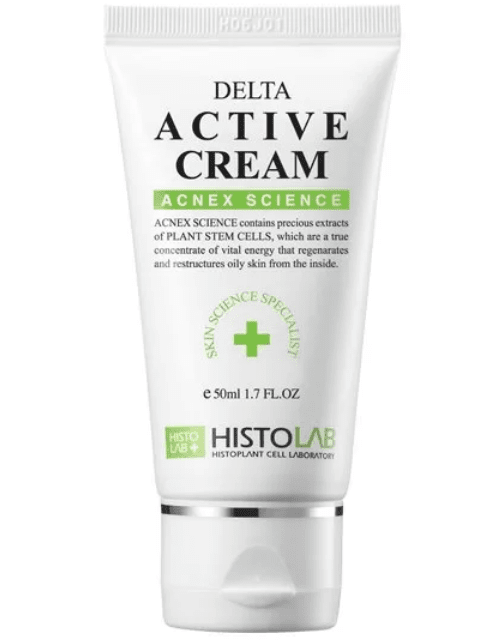 DELTA
ACTIVE
CREAM
ACNEX SCIENCE
ACNEX SCIENCE contains precious extracts
of PLANT STEM CELLS, which are a true
concentrate of vital energy that regenarates
and restructures oily skin from the inside.
SKIN SCIENCE SPECIALIST
e 50ml 1.7 FL.OZ
HISTO
LAB +
HISTOLAB
HISTOPLANT CELL LABORATORY